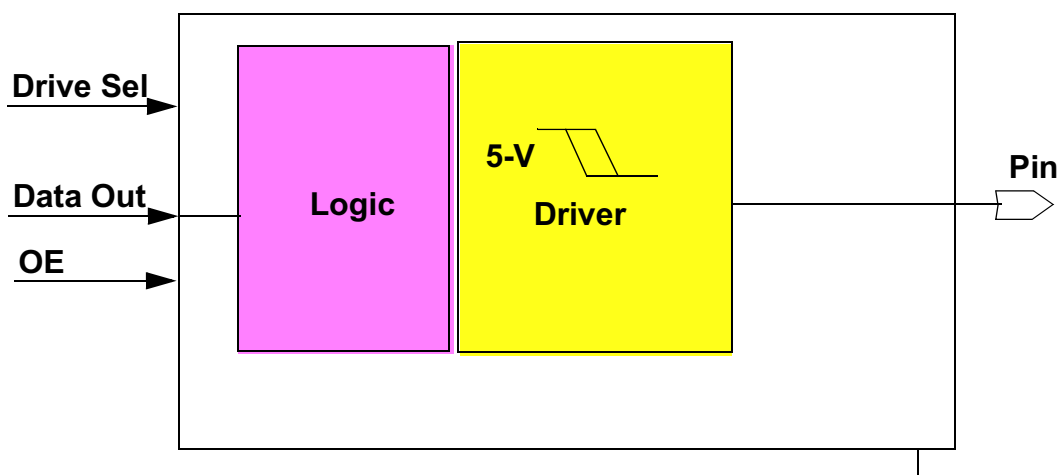 Drive Sel
Data Out
OE
Logic
5-V
Driver
Pin